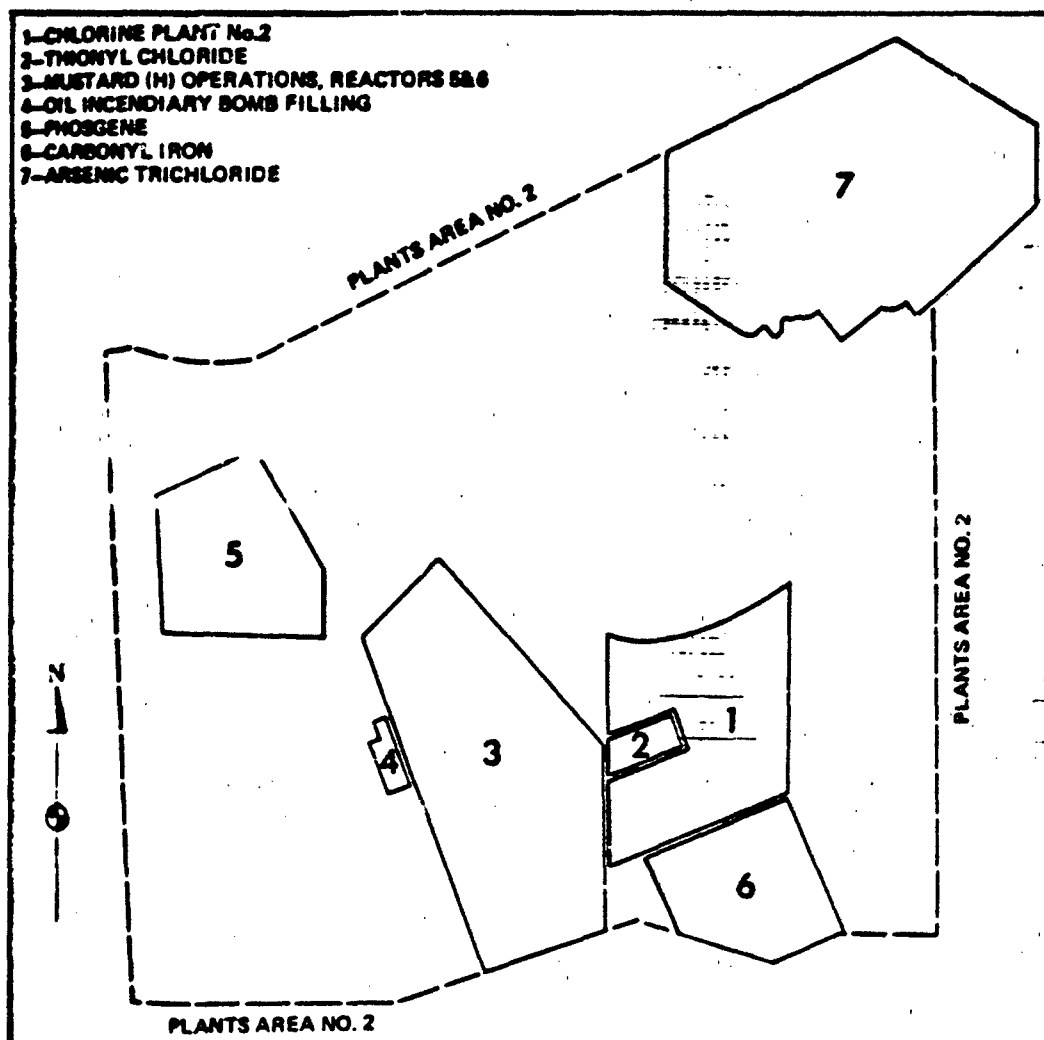 1-CHLORINE PLANT No.2
2-THIONYL CHLORIDE
3-MUSTARD (H) OPERATIONS, REACTORS 5&6
4-OIL INCENDIARY BOMB FILLING
5-PHOSGENE
6-CARBONYL IRON
7-ARSENIC TRICHLORIDE
7
PLANTS AREA NO. 2
5
PLANTS AREA NO. 2
N
1
2
3
4
6
PLANTS AREA NO. 2